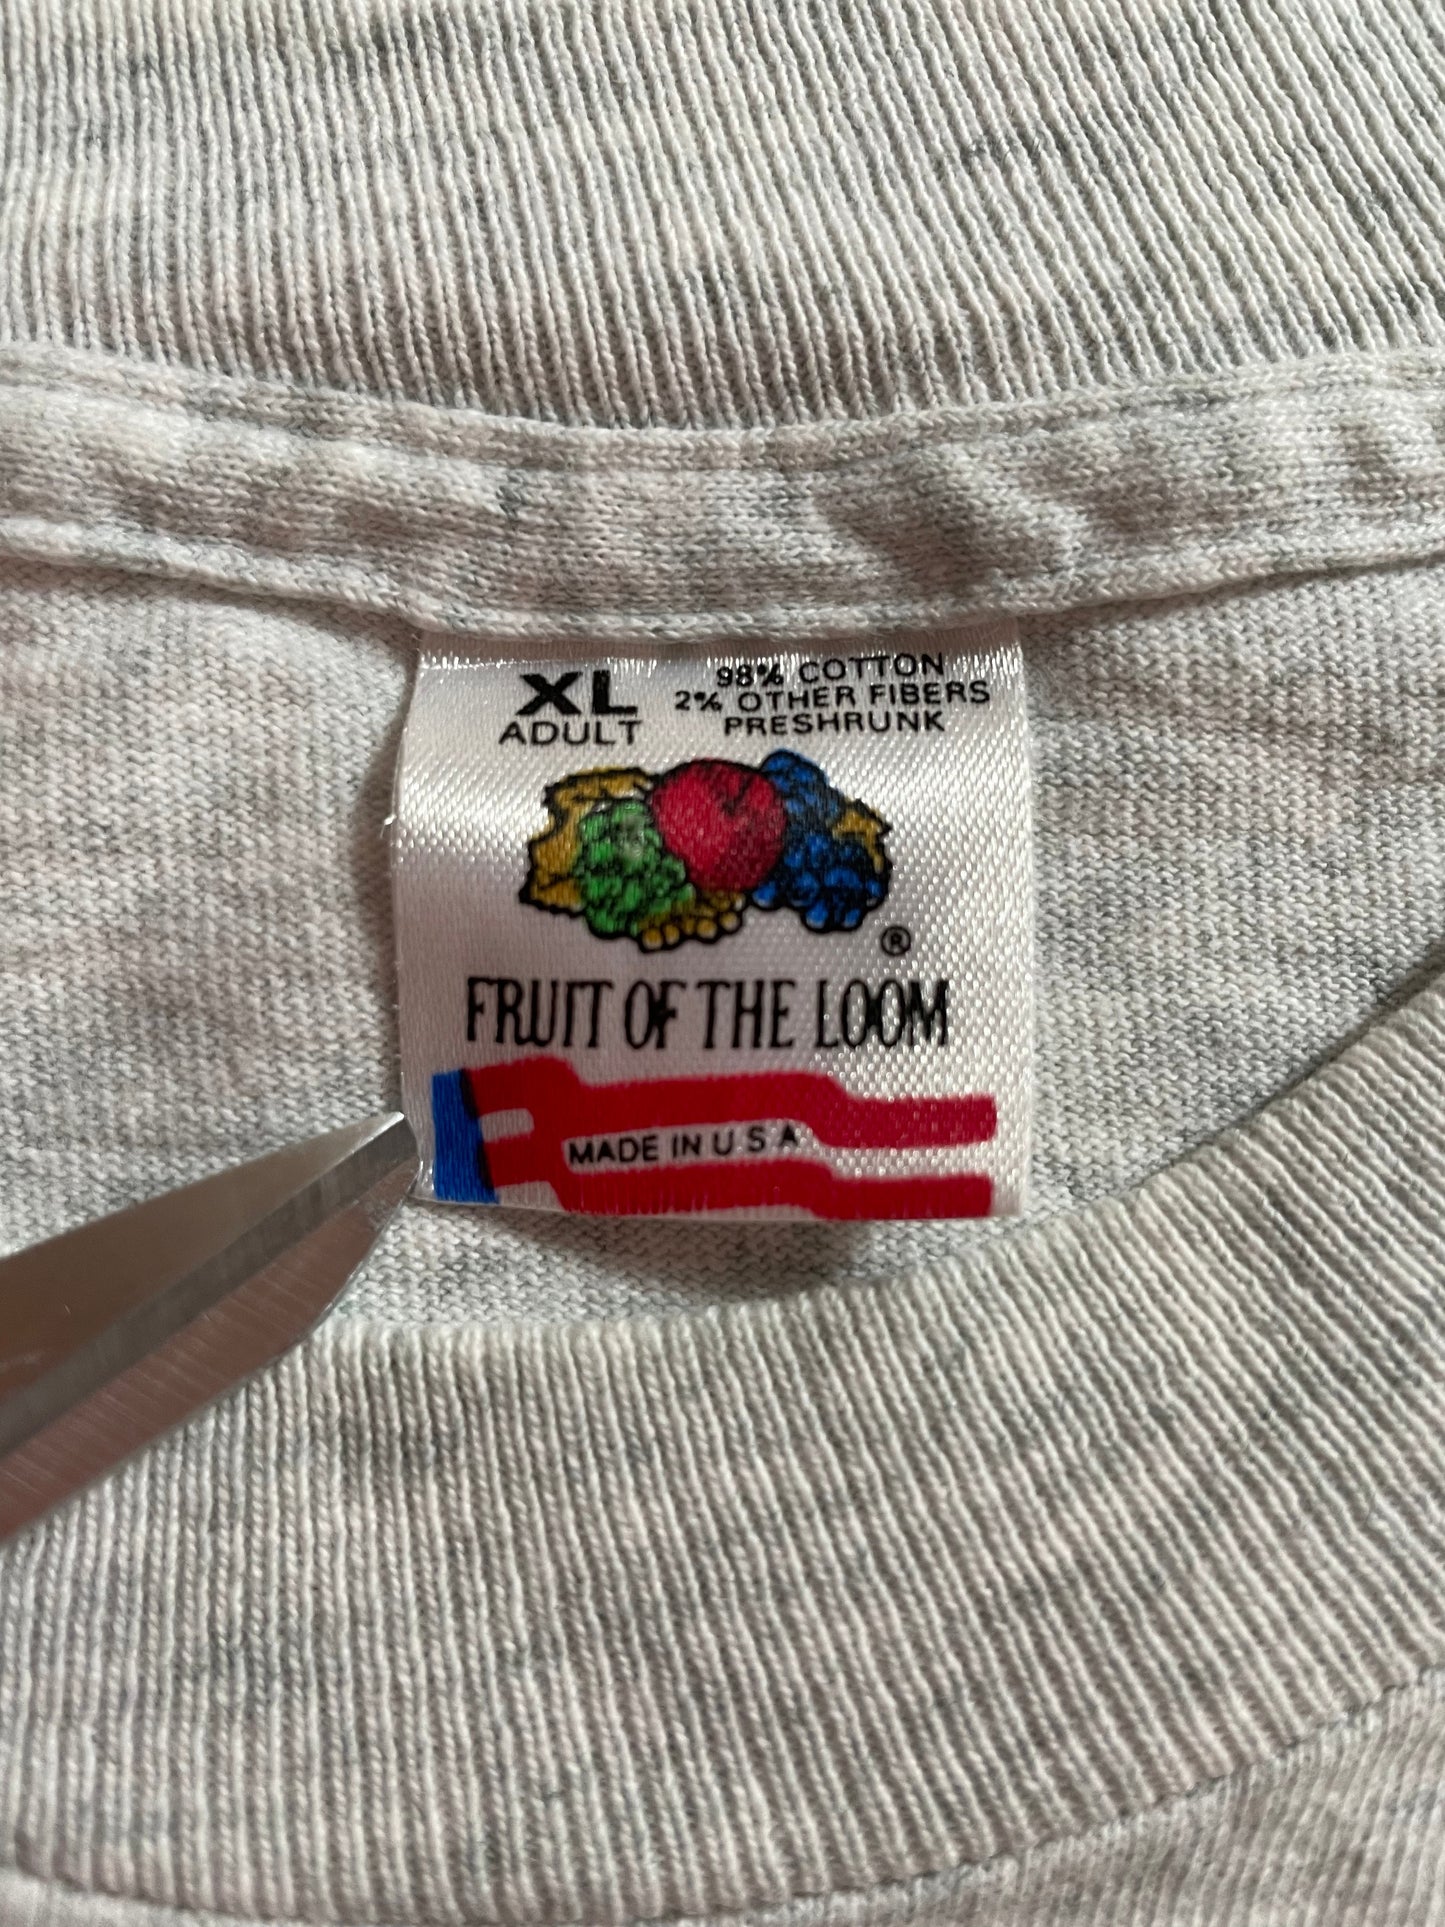 XL
ADULT
98% COTTON
2% OTHER FIBERS
PRESHRUNK
®
FRUIT OF THE LOOM
MADE IN U S A